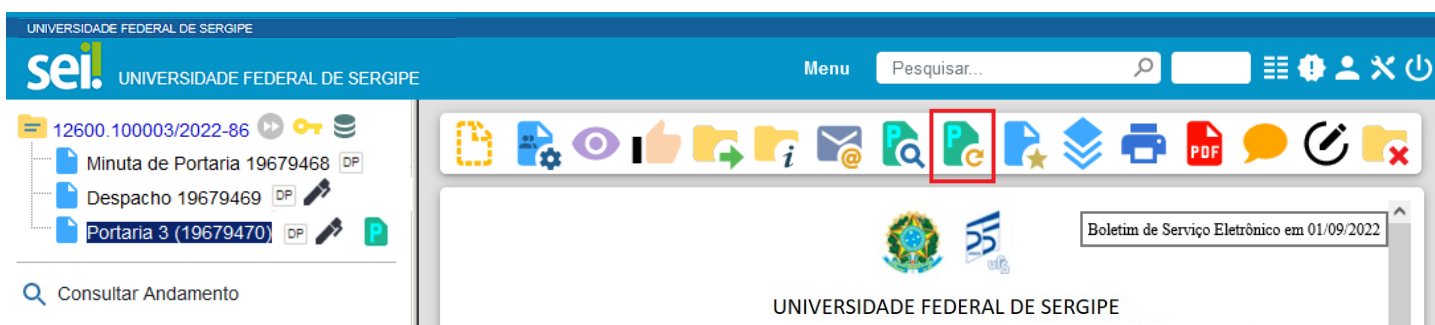 UNIVERSIDADE FEDERAL DE SERGIPE
sei! UNIVERSIDADE FEDERAL DE SERGIPE
Menu Pesquisar...
12600.100003/2022-86
Minuta de Portaria 19679468 DP
Despacho 19679469 DP
Portaria 3 (19679470) DP P
Consultar Andamento
i @ P P PDF
Boletim de Serviço Eletrônico em 01/09/2022
55 ufs
UNIVERSIDADE FEDERAL DE SERGIPE